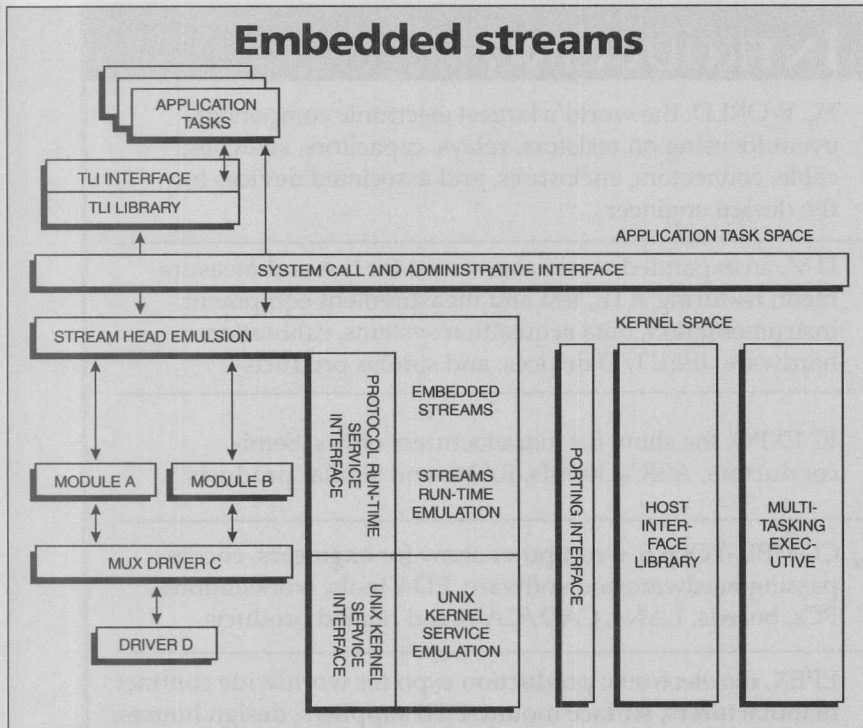 Embedded streams
APPLICATION
TASKS
TLI INTERFACE
TLI LIBRARY
APPLICATION TASK SPACE
SYSTEM CALL AND ADMINISTRATIVE INTERFACE
STREAM HEAD EMULSION
KERNEL SPACE
MODULE A
MODULE B
MUX DRIVER C
DRIVER D
PROTOCOL RUN-TIME
SERVICE
INTERFACE
UNIX KERNEL
SERVICE
INTERFACE
EMBEDDED
STREAMS
STREAMS
RUN-TIME
EMULATION
UNIX
KERNEL
SERVICE
EMULATION
PORTING INTERFACE
HOST
INTER-
FACE
LIBRARY
MULTI-
TASKING
EXEC-
UTIVE